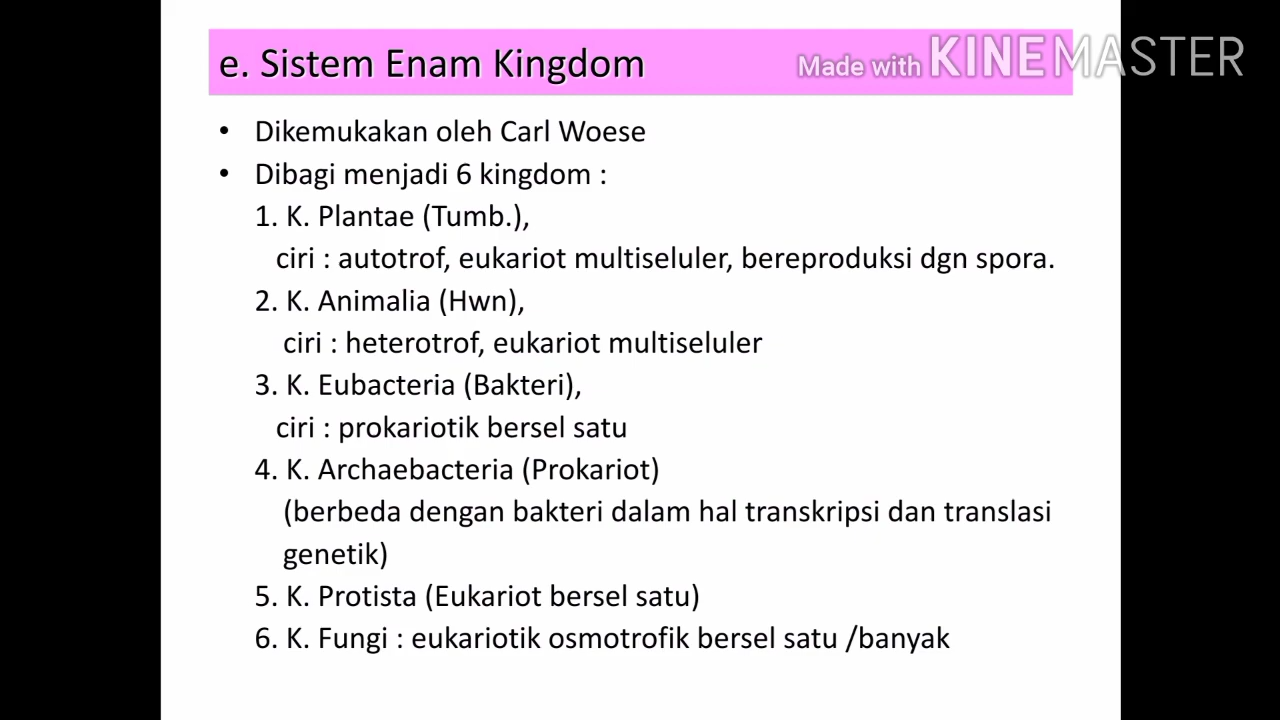 e. Sistem Enam Kingdom
Made with KINEMASTER
• Dikemukakan oleh Carl Woese
• Dibagi menjadi 6 kingdom :
1. K. Plantae (Tumb.),
ciri : autotrof, eukariot multiseluler, bereproduksi dgn spora.
2. K. Animalia (Hwn),
ciri : heterotrof, eukariot multiseluler
3. K. Eubacteria (Bakteri),
ciri : prokariotik bersel satu
4. K. Archaebacteria (Prokariot)
(berbeda dengan bakteri dalam hal transkripsi dan translasi
genetik)
5. K. Protista (Eukariot bersel satu)
6. K. Fungi : eukariotik osmotrofik bersel satu /banyak